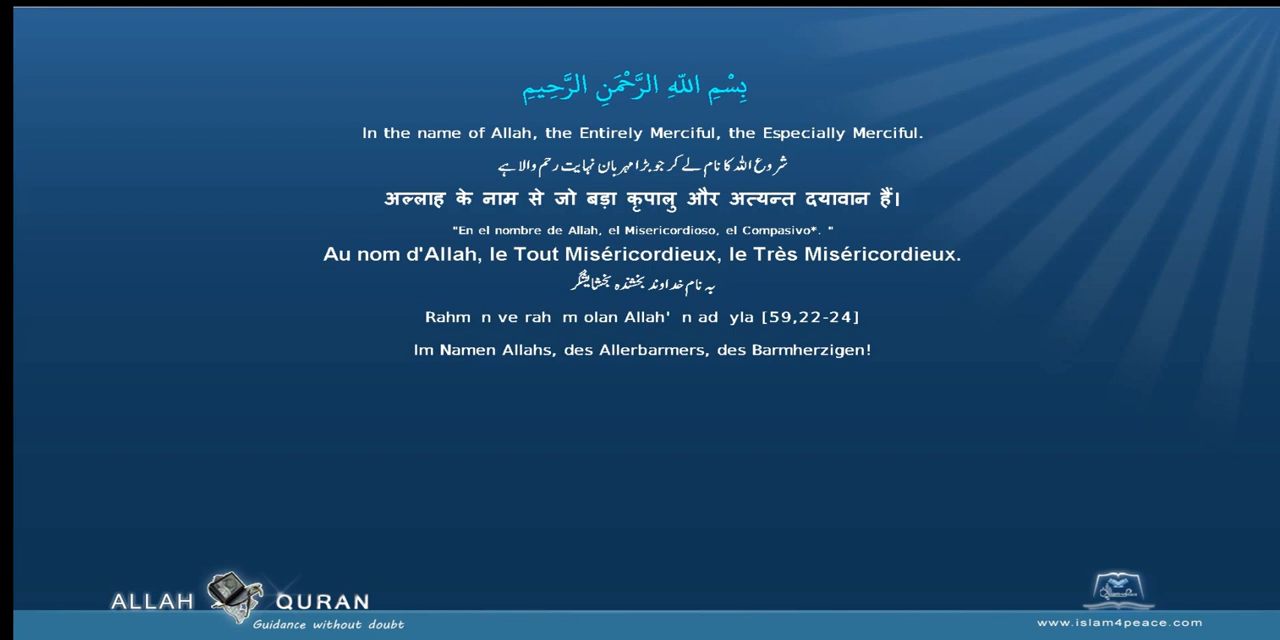 بِسْمِ اللّهِ الرَّحْمَنِ الرَّحِيمِ
In the name of Allah, the Entirely Merciful, the Especially Merciful.
شروع الله کا نام لے کر جو بڑا مہربان نہایت رحم والا ہے
अल्लाह के नाम से जो बड़ा कृपालु और अत्यन्त दयावान हैं।
"En el nombre de Allah, el Misericordioso, el Compasivo*. "
Au nom d'Allah, le Tout Miséricordieux, le Très Miséricordieux.
به نام خداوند بخشنده بخشایشگر
Rahm  n ve rah  m olan Allah'  n ad  yla [59,22-24]
Im Namen Allahs, des Allerbarmers, des Barmherzigen!
ALLAH QURAN
Guidance without doubt
www.islam4peace.com